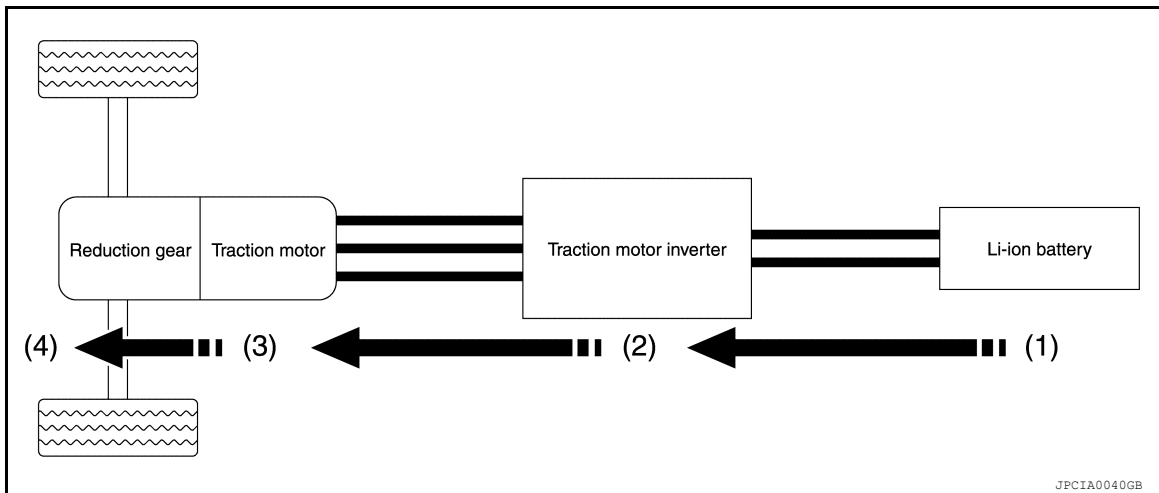 Reduction gear
Traction motor
Traction motor inverter
Li-ion battery
(4)
(3)
(2)
(1)
JPCIA0040GB